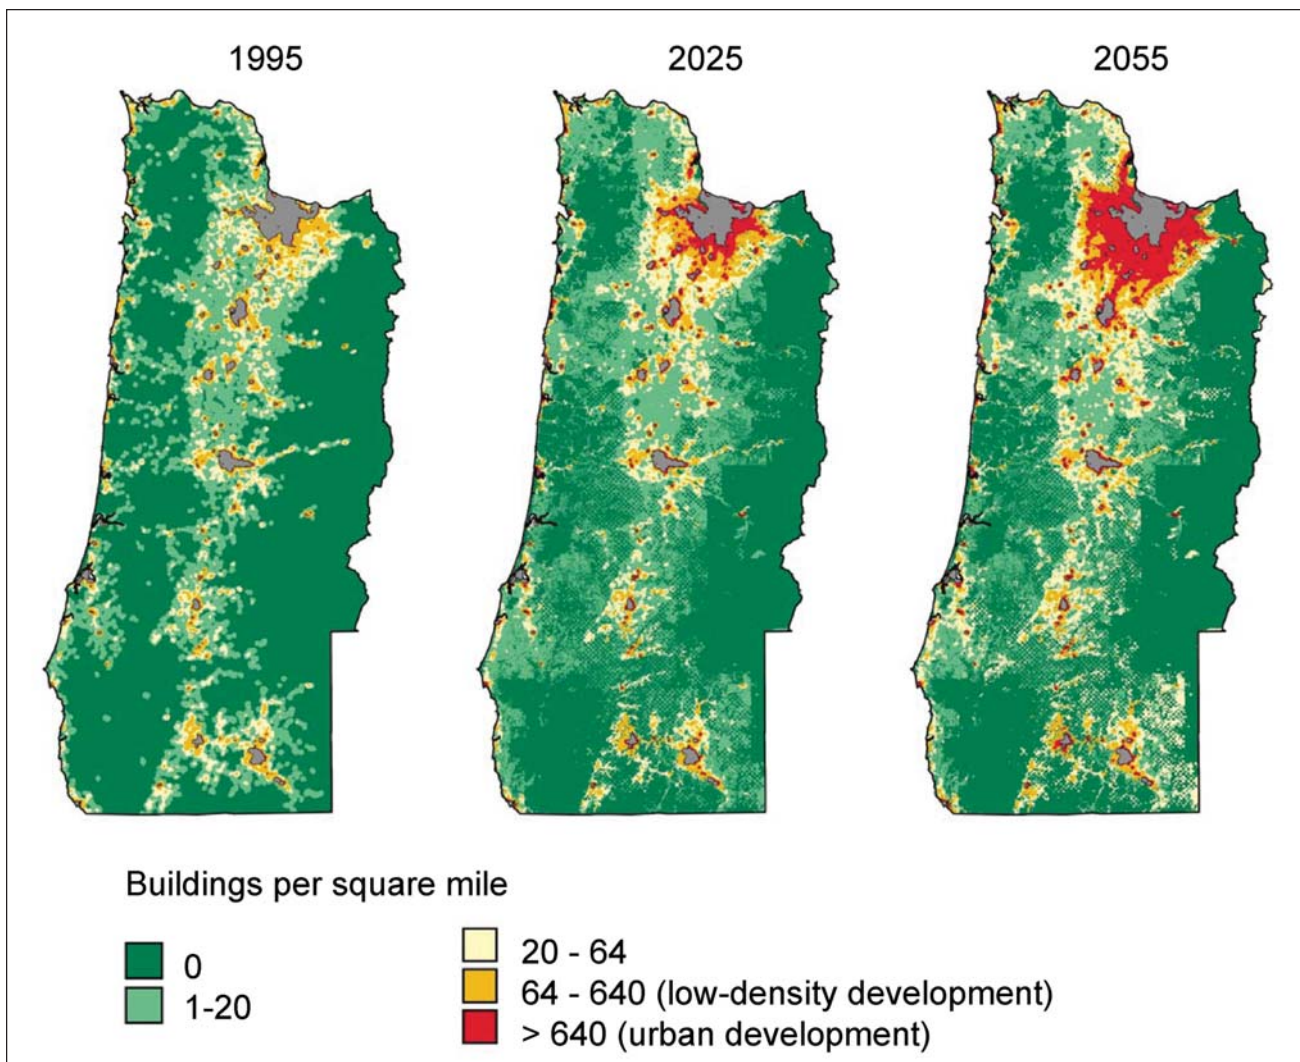 1995
2025
2055
Buildings per square mile
0
1-20
20 - 64
64 - 640 (low-density development)
> 640 (urban development)